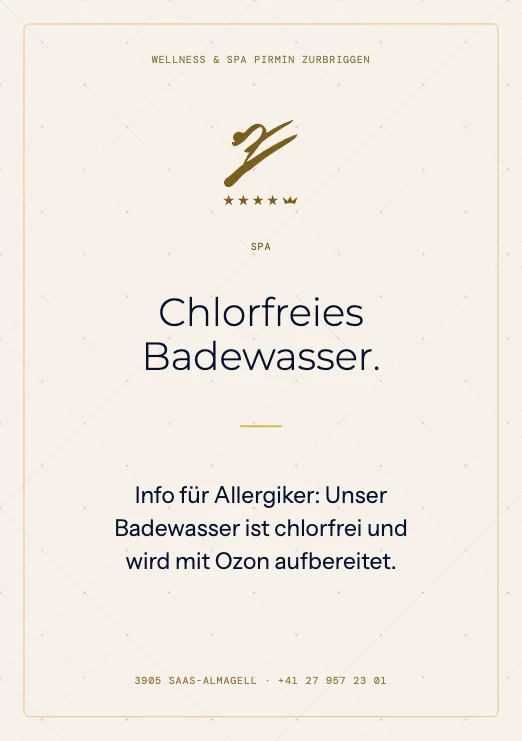 WELLNESS & SPA PIRMIN ZURBRIGGEN
SPA
Chlorfreies
Badewasser.
Info für Allergiker: Unser
Badewasser ist chlorfrei und
wird mit Ozon aufbereitet.
3905 SAAS-ALMAGELL · +41 27 957 23 01